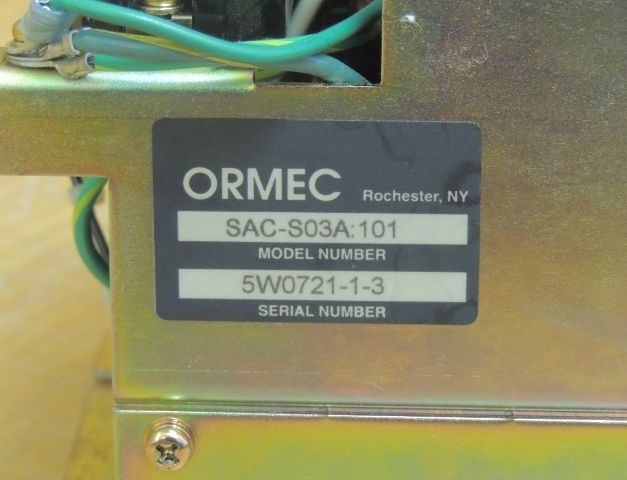 ORMEC Rochester, NY
SAC-S03A:101
MODEL NUMBER
5W0721-1-3
SERIAL NUMBER